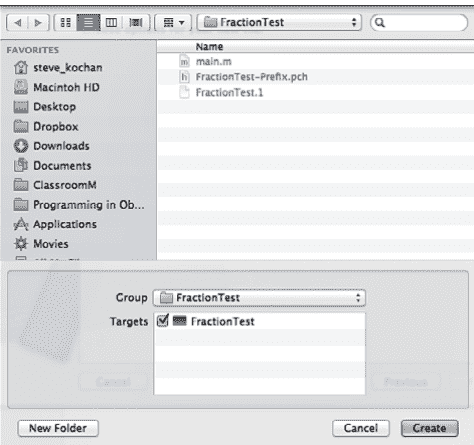 FractionTest
Name
FAVORITES
steve_kochan
Macintoh HD
Desktop
Dropbox
Downloads
Documents
ClassroomM
Programming in Ob...
Applications
Movies
main.m
FractionTest-Prefix.pch
FractionTest.1
Group FractionTest
Targets FractionTest
Cancel Previous
New Folder Cancel Create